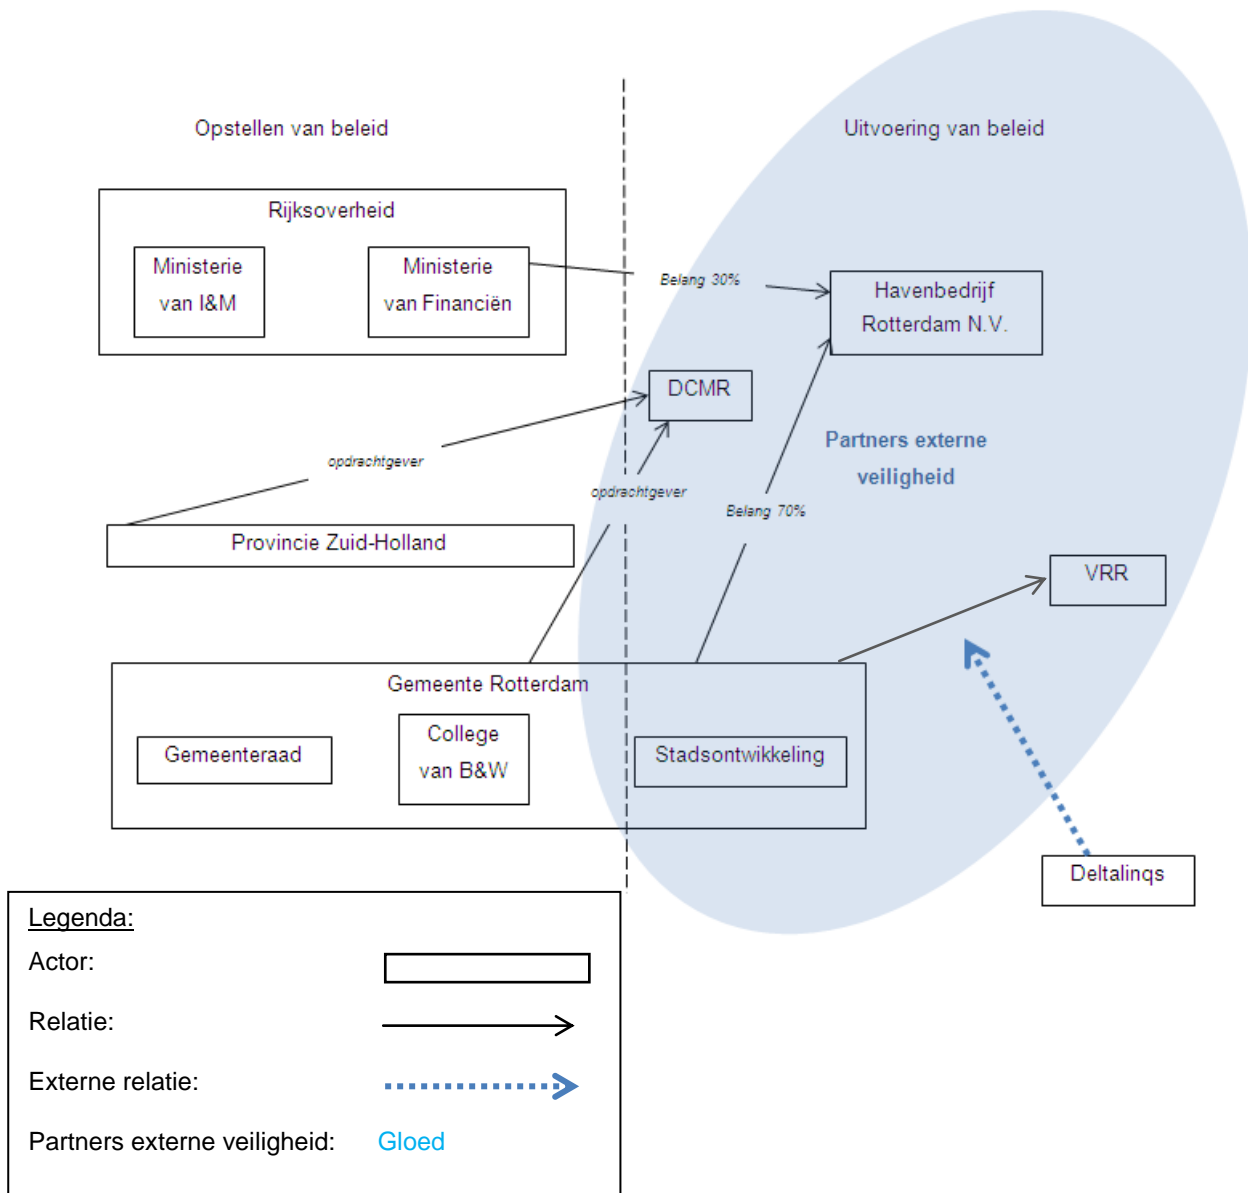 Opstellen van beleid
Uitvoering van beleid
Rijksoverheid
Ministerie
van I&M
Ministerie
van Financiën
Belang 30%
Havenbedrijf
Rotterdam N.V.
DCMR
Partners externe
veiligheid
opdrachtgever
opdrachtgever
Belang 70%
Provincie Zuid-Holland
VRR
Gemeente Rotterdam
Gemeenteraad
College
van B&W
Stadsontwikkeling
Deltalinqs
Legenda:
Actor:
Relatie:
Externe relatie:
Partners externe veiligheid: Gloed